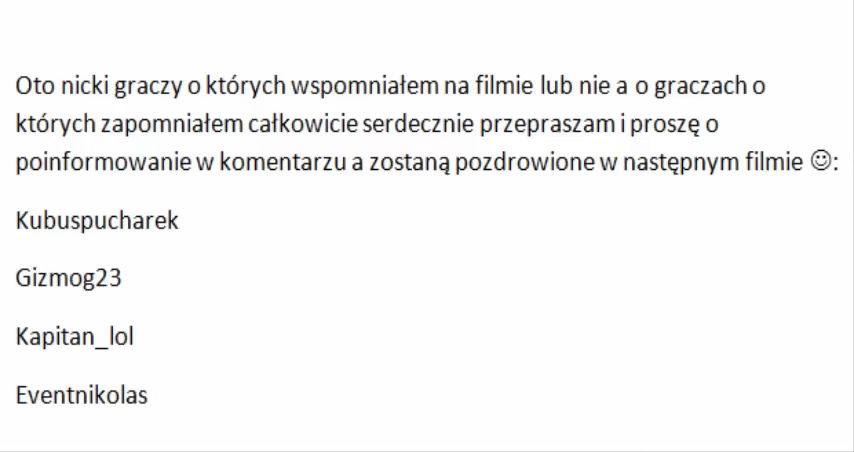 Oto nicki graczy o których wspomniałem na filmie lub nie a o graczach o
których zapomniałem całkowicie serdecznie przepraszam i proszę o
poinformowanie w komentarzu a zostaną pozdrowione w następnym filmie ☺:
Kubuspucharek
Gizmog23
Kapitan_lol
Eventnikolas